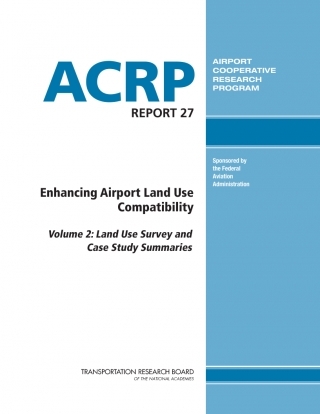 ACRP
REPORT 27
AIRPORT
COOPERATIVE
RESEARCH
PROGRAM
Sponsored by
the Federal
Aviation
Administration
Enhancing Airport Land Use
Compatibility
Volume 2: Land Use Survey and
Case Study Summaries
TRANSPORTATION RESEARCH BOARD
OF THE NATIONAL ACADEMIES